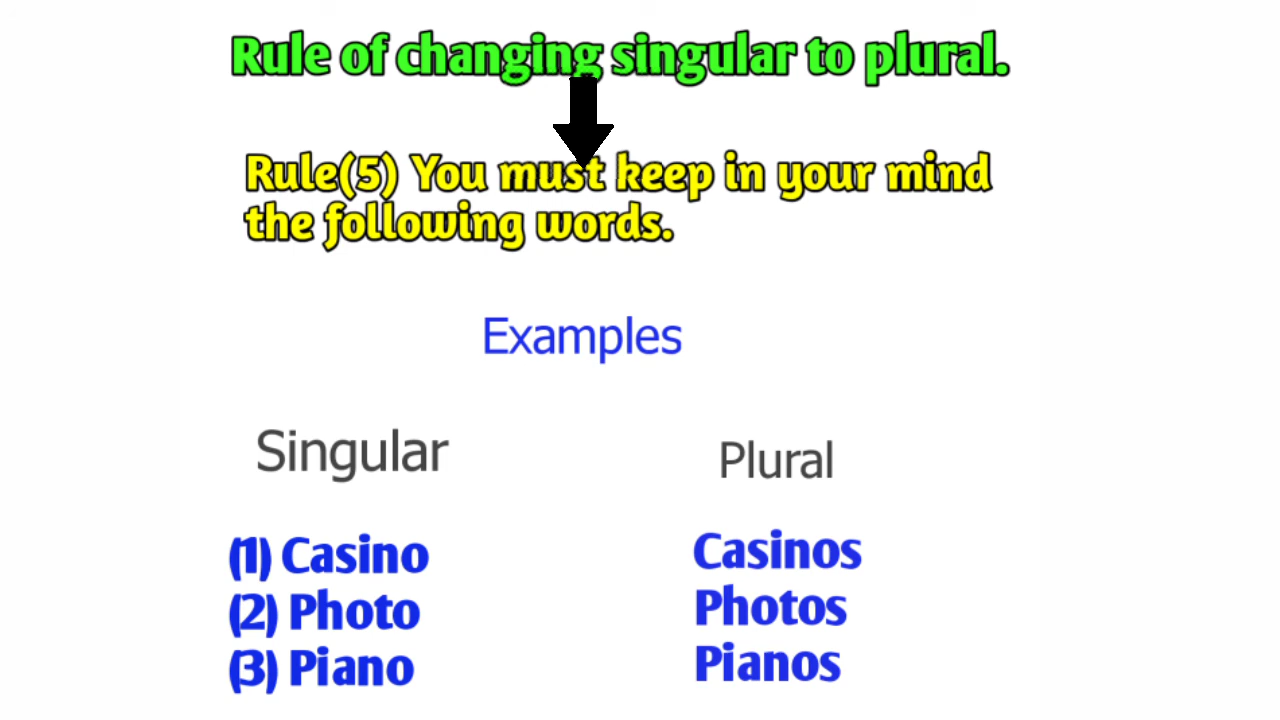 Rule of changing singular to plural.
Rule(5) You must keep in your mind
the following words.
Examples
Singular Plural
(1) Casino Casinos
(2) Photo Photos
(3) Piano Pianos